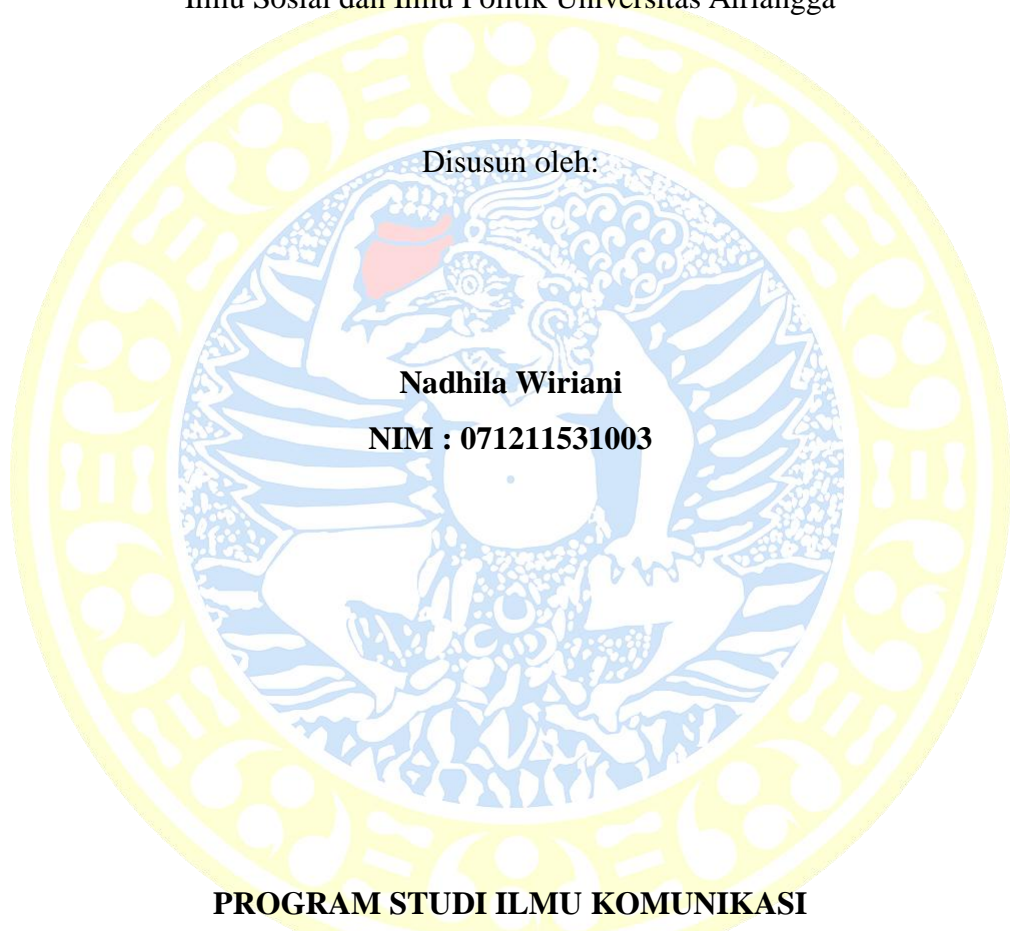 Ilmu Sosial dan Ilmu Politik Universitas Airlangga
Disusun oleh:
Nadhila Wiriani
NIM : 071211531003
PROGRAM STUDI ILMU KOMUNIKASI